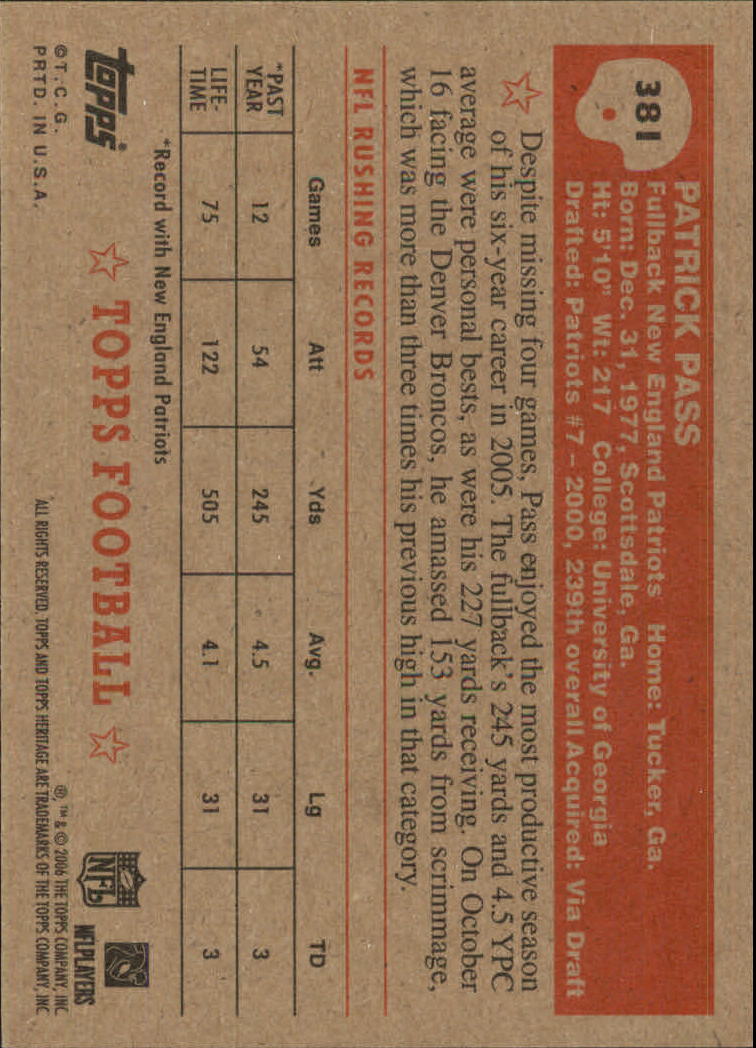 381
PATRICK PASS
Fullback New England Patriots Home: Tucker, Ga.
Born: Dec. 31, 1977, Scottsdale, Ga.
Ht: 5'10" Wt: 217 College: University of Georgia
Drafted: Patriots #7 – 2000, 239th overall Acquired: Via Draft
Despite missing four games, Pass enjoyed the most productive season
of his six-year career in 2005. The fullback's 245 yards and 4.5 YPC
average were personal bests, as were his 227 yards receiving. On October
16 facing the Denver Broncos, he amassed 153 yards from scrimmage,
which was more than three times his previous high in that category.
NFL RUSHING RECORDS
Games Att Yds Avg. Lg TD
*PAST YEAR 12 54 245 4.5 31 3
LIFE-TIME 75 122 505 4.1 31 3
*Record with New England Patriots
topps
TOPPS FOOTBALL
NFL
NFLPLAYERS
©T.C.G.
PRTD. IN U.S.A.
®, ™ & © 2006 THE TOPPS COMPANY, INC
ALL RIGHTS RESERVED. TOPPS AND TOPPS HERITAGE ARE TRADEMARKS OF THE TOPPS COMPANY, INC